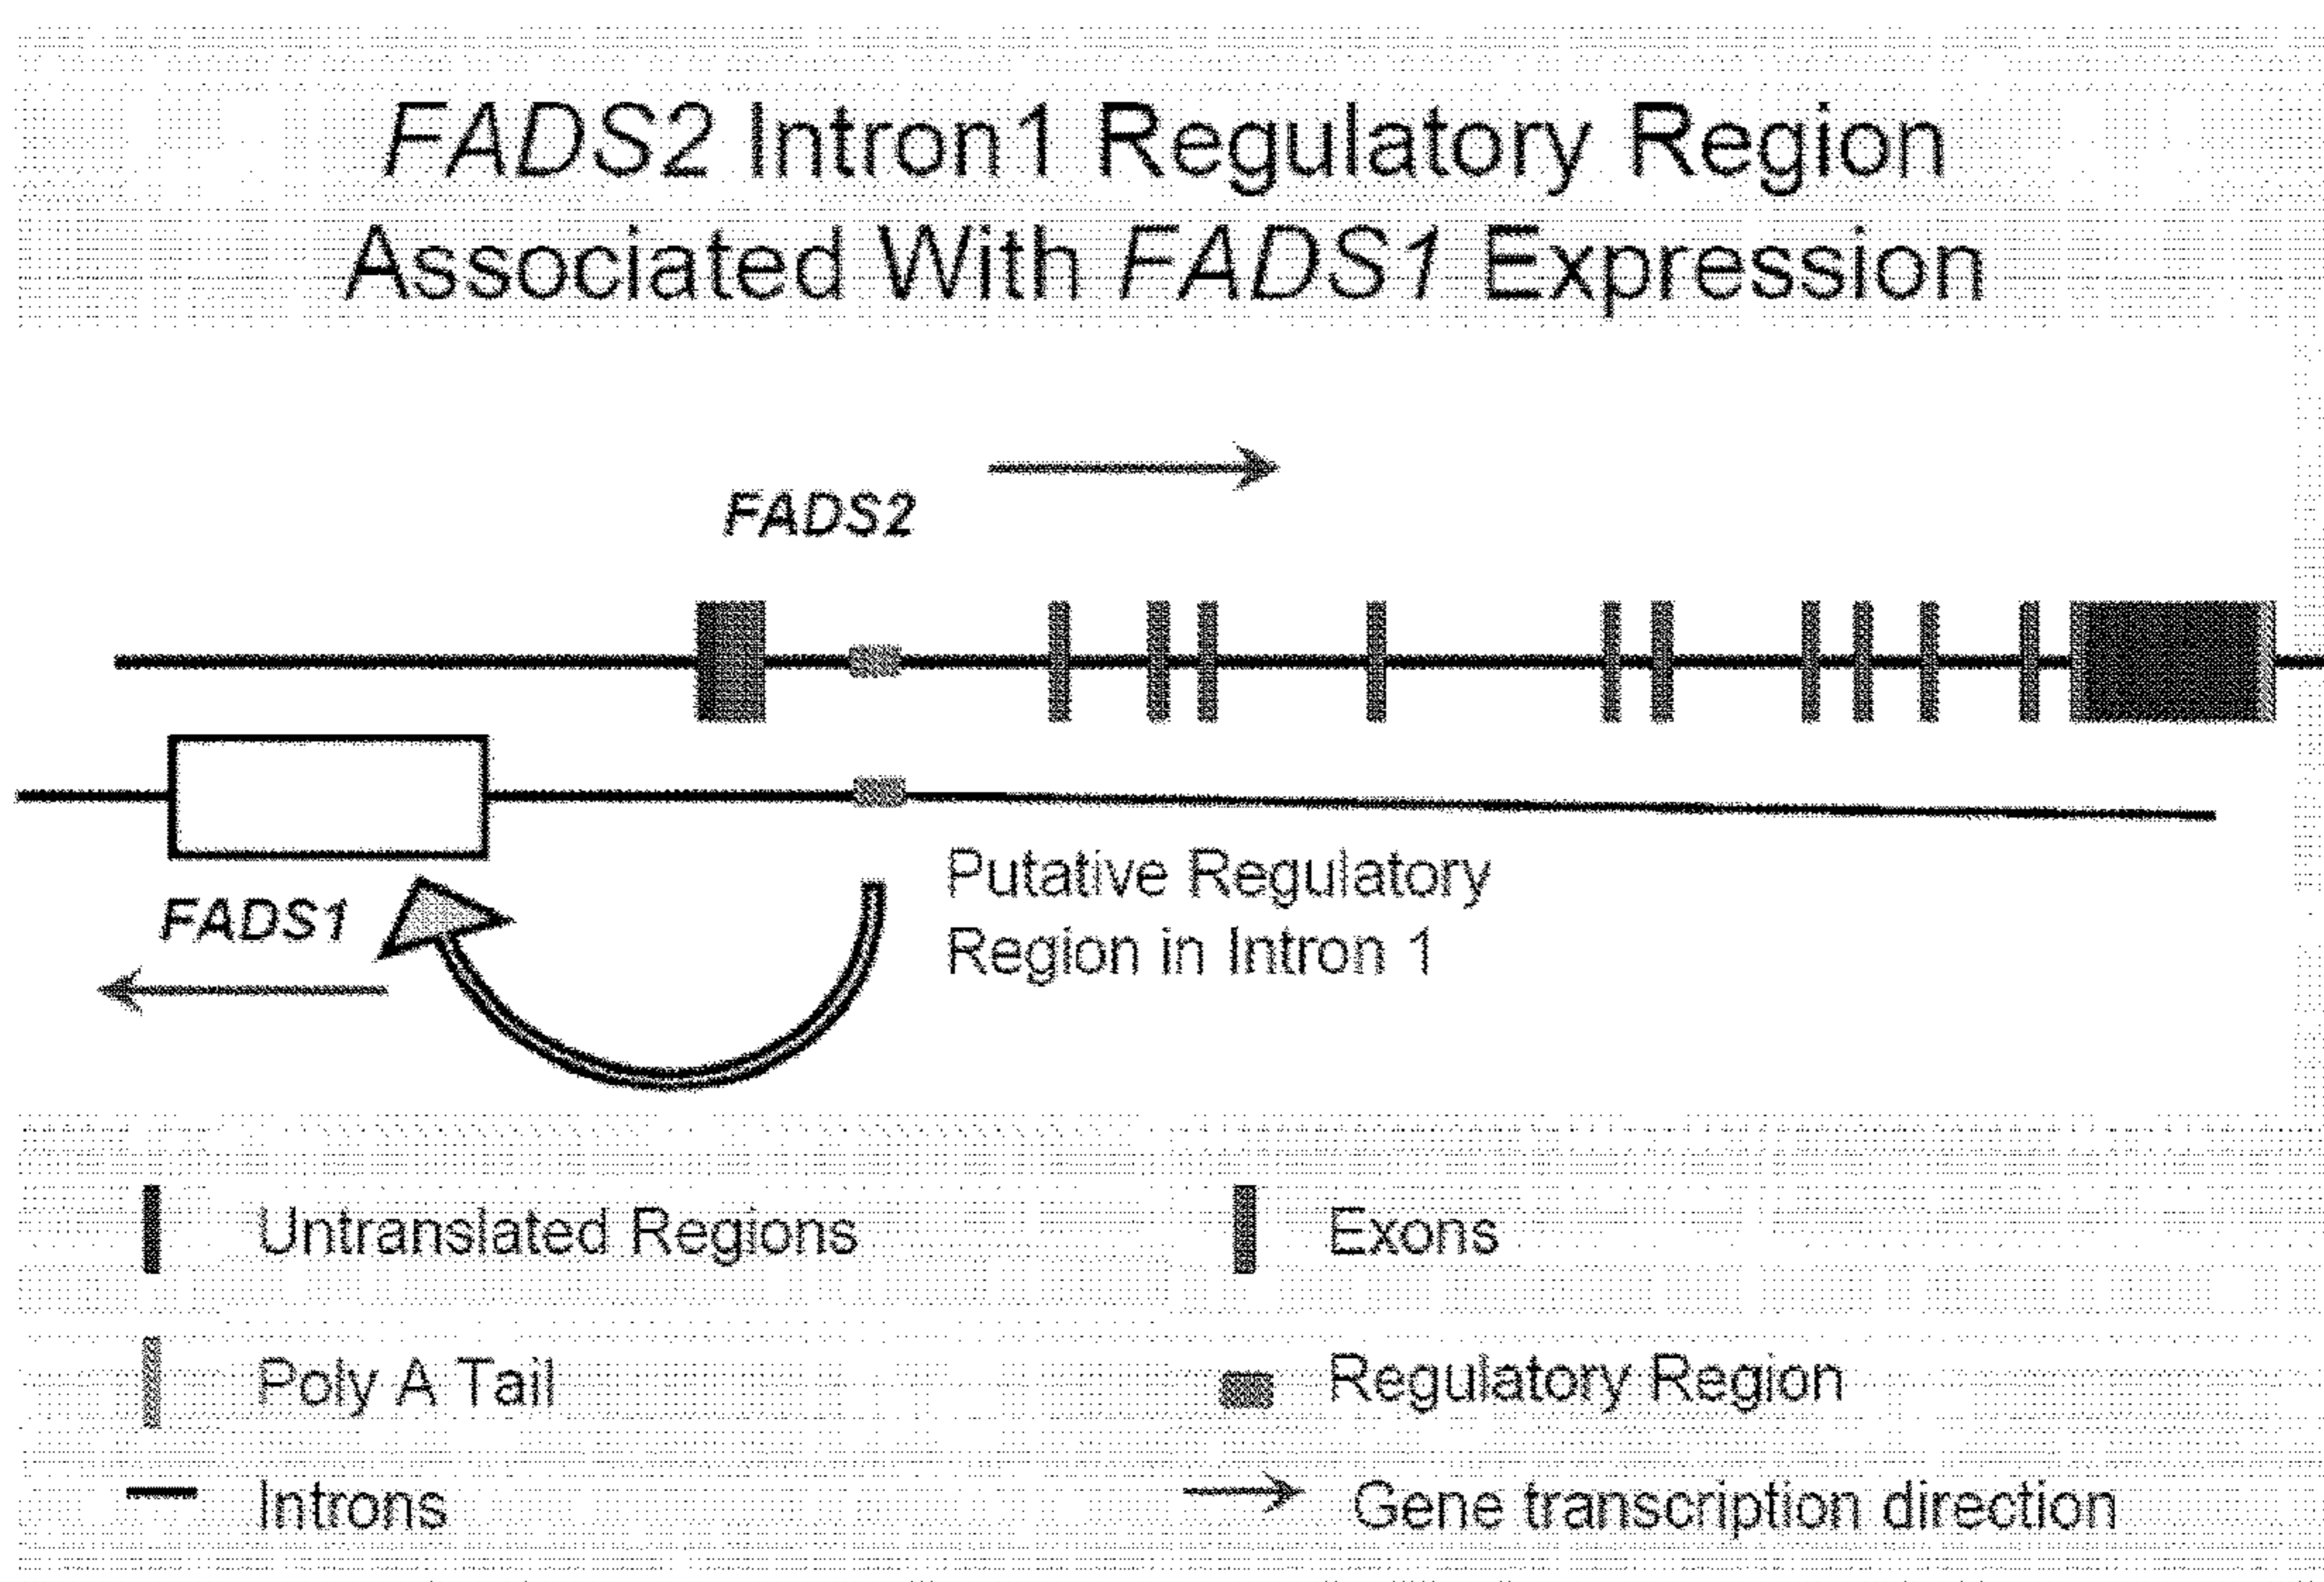 FADS2 Intron1 Regulatory Region
Associated With FADS1 Expression
FADS2
Putative Regulatory
Region in Intron 1
FADS1
Untranslated Regions
Exons
Poly A Tail
Regulatory Region
Introns
Gene transcription direction